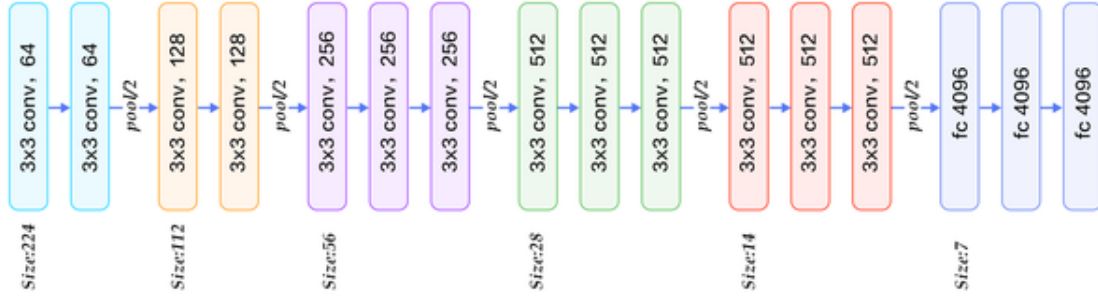 3x3 conv, 64
3x3 conv, 64
pool/2
3x3 conv, 128
3x3 conv, 128
pool/2
3x3 conv, 256
3x3 conv, 256
3x3 conv, 256
pool/2
3x3 conv, 512
3x3 conv, 512
3x3 conv, 512
pool/2
3x3 conv, 512
3x3 conv, 512
3x3 conv, 512
pool/2
fc 4096
fc 4096
fc 4096
Size:224
Size:112
Size:56
Size:28
Size:14
Size:7